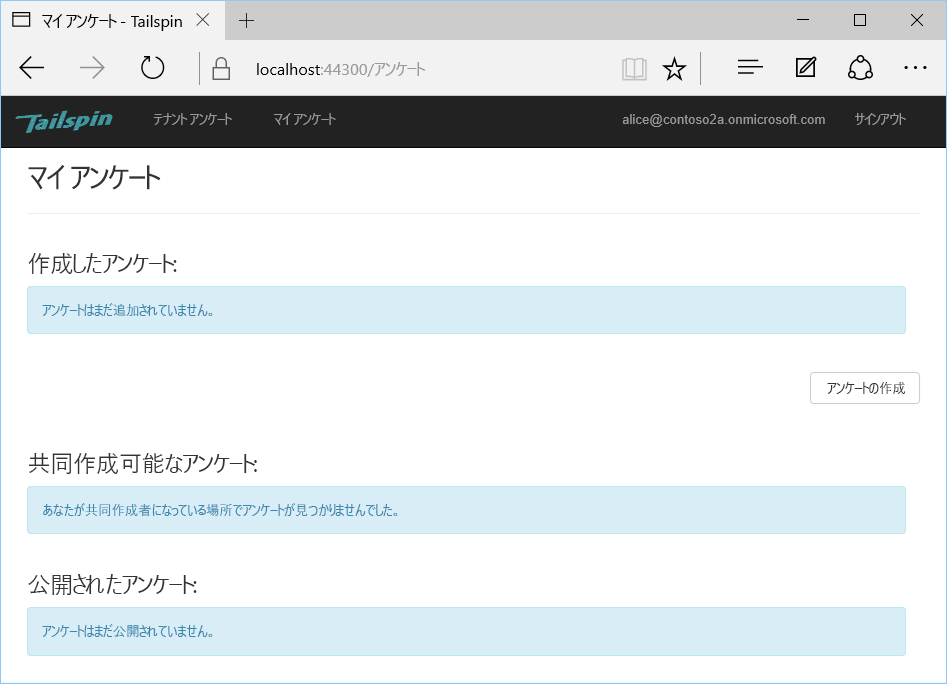 マイ アンケート - Tailspin
localhost:44300/アンケート
Tailspin テナント アンケート マイ アンケート alice@contoso2a.onmicrosoft.com サインアウト
マイ アンケート
作成したアンケート:
アンケートはまだ追加されていません。
アンケートの作成
共同作成可能なアンケート:
あなたが共同作成者になっている場所でアンケートが見つかりませんでした。
公開されたアンケート:
アンケートはまだ公開されていません。